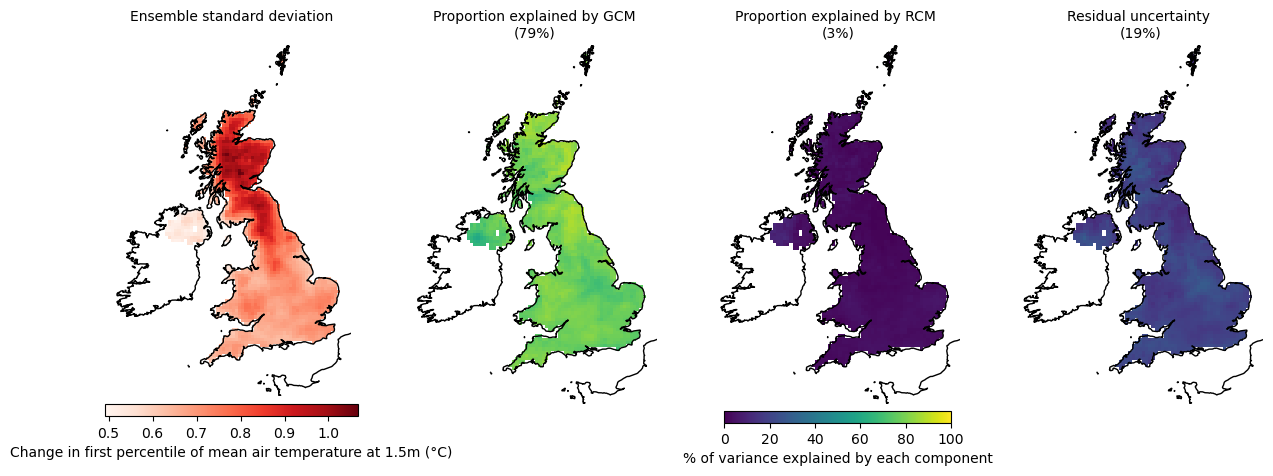 Ensemble standard deviation
Proportion explained by GCM
(79%)
Proportion explained by RCM
(3%)
Residual uncertainty
(19%)
0.5 0.6 0.7 0.8 0.9 1.0
Change in first percentile of mean air temperature at 1.5m (°C)
0 20 40 60 80 100
% of variance explained by each component